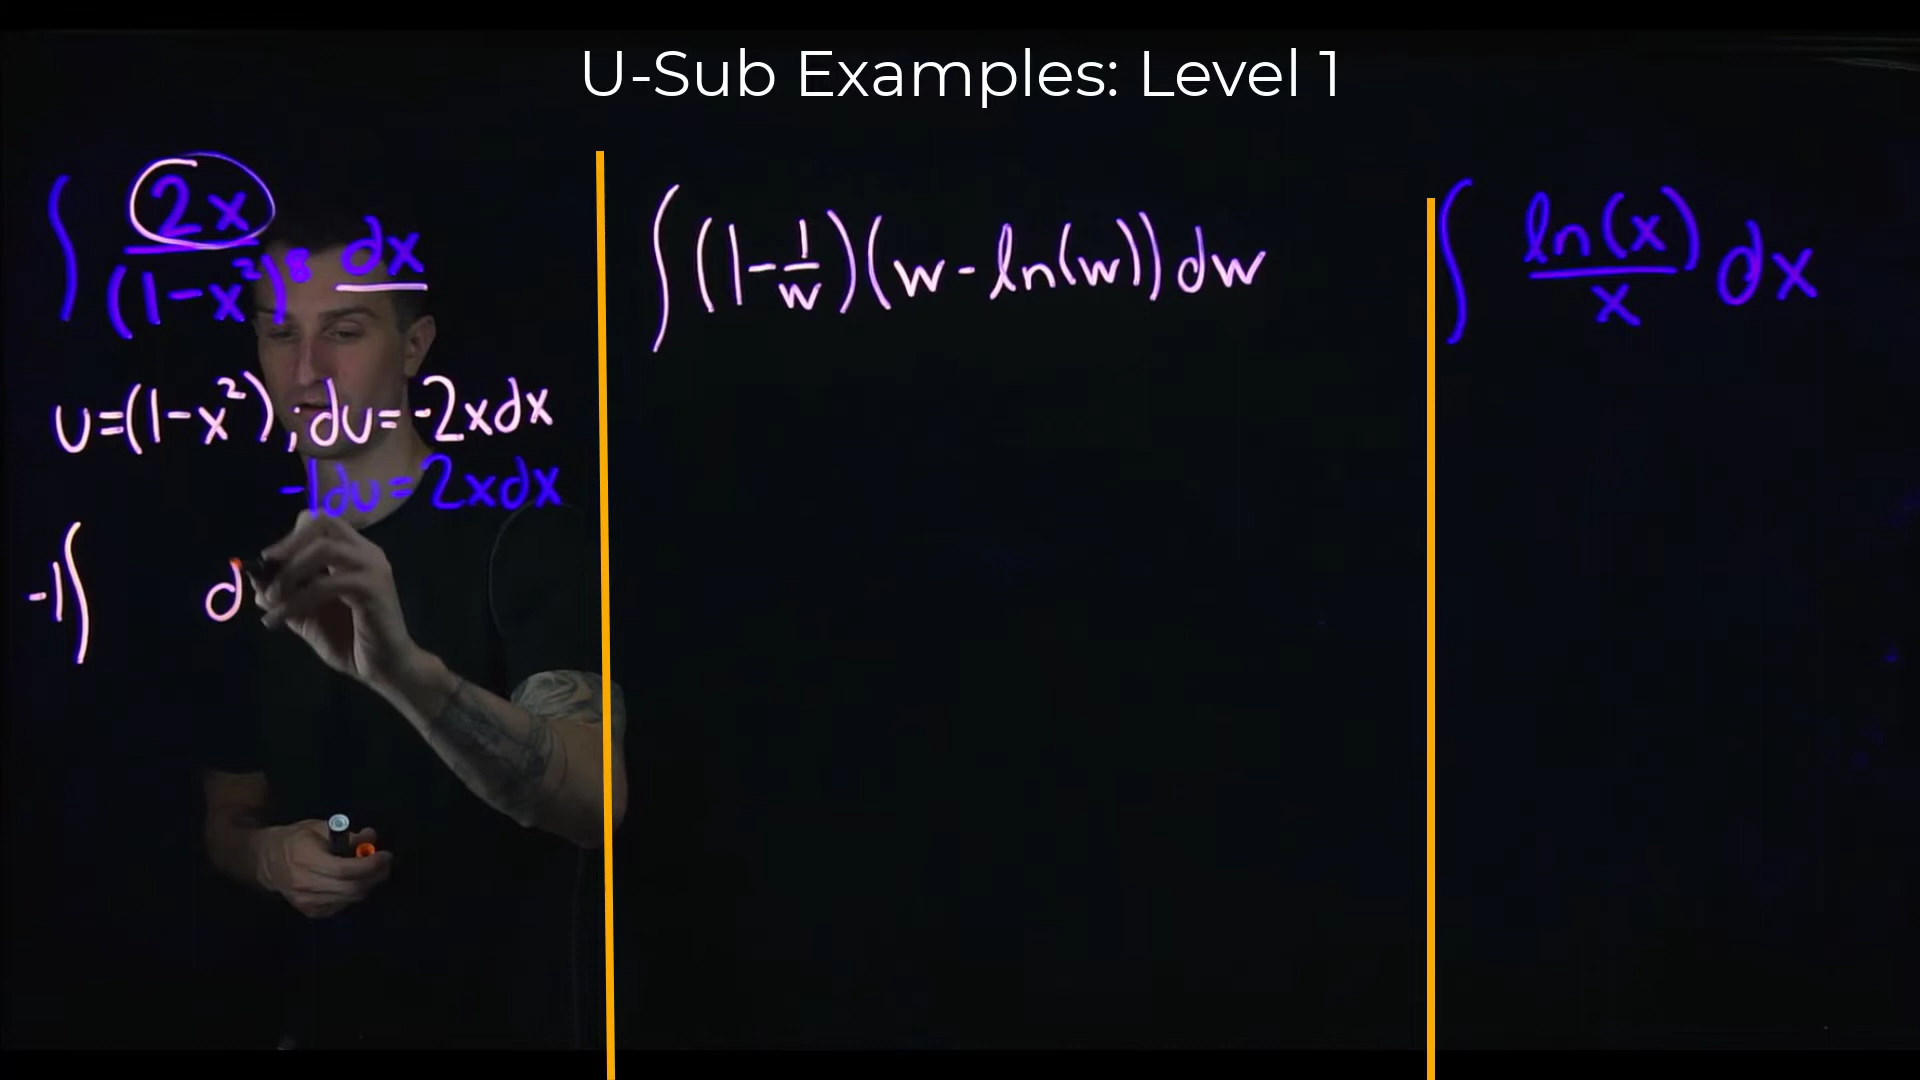 U-Sub Examples: Level 1
∫ 2x/(1-x²)⁸ dx
u=(1-x²); du=-2xdx
-1du=2xdx
-1∫ d
∫(1-1/w)(w-ln(w))dw
∫ ln(x)/x dx